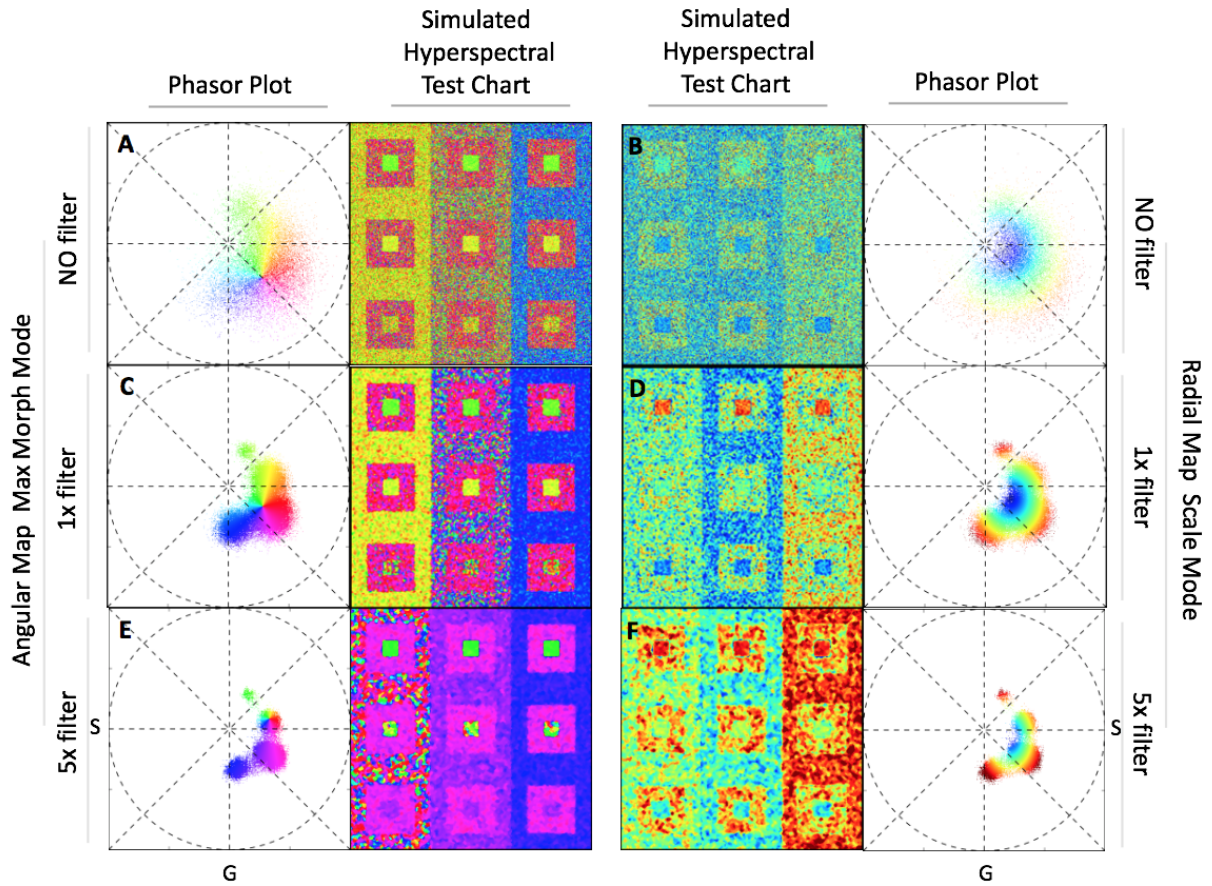 Simulated
Hyperspectral
Test Chart
Simulated
Hyperspectral
Test Chart
Phasor Plot
Phasor Plot
Angular Map Max Morph Mode
NO filter
A
B
NO filter
Radial Map Scale Mode
1x filter
C
D
1x filter
5x filter
E
F
5x filter
S
S
G
G